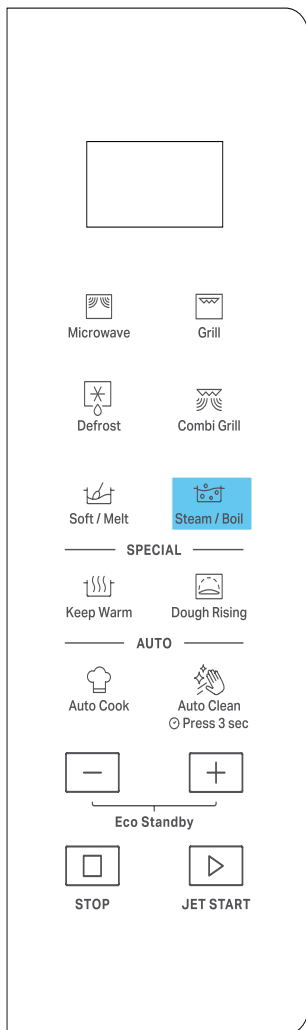 Microwave Grill
Defrost Combi Grill
Soft / Melt Steam / Boil
SPECIAL
Keep Warm Dough Rising
AUTO
Auto Cook Auto Clean
Press 3 sec
Eco Standby
STOP JET START